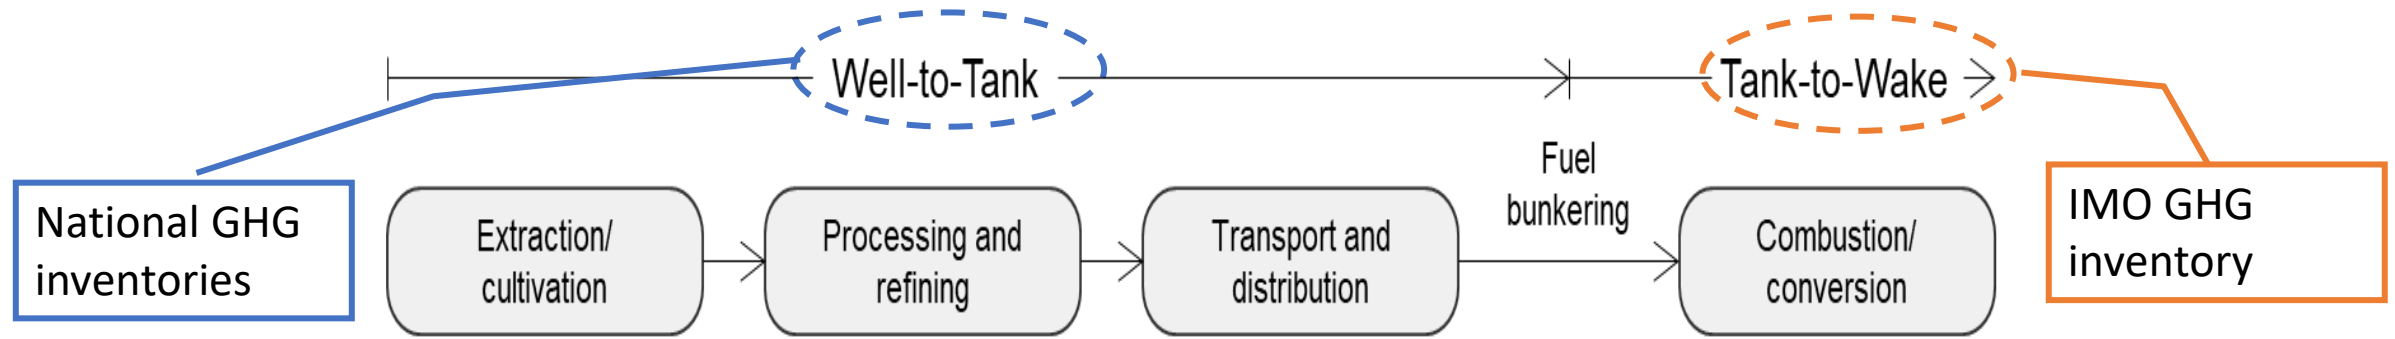 Well-to-Tank
Tank-to-Wake
Fuel
bunkering
National GHG
inventories
Extraction/
cultivation
Processing and
refining
Transport and
distribution
Combustion/
conversion
IMO GHG
inventory